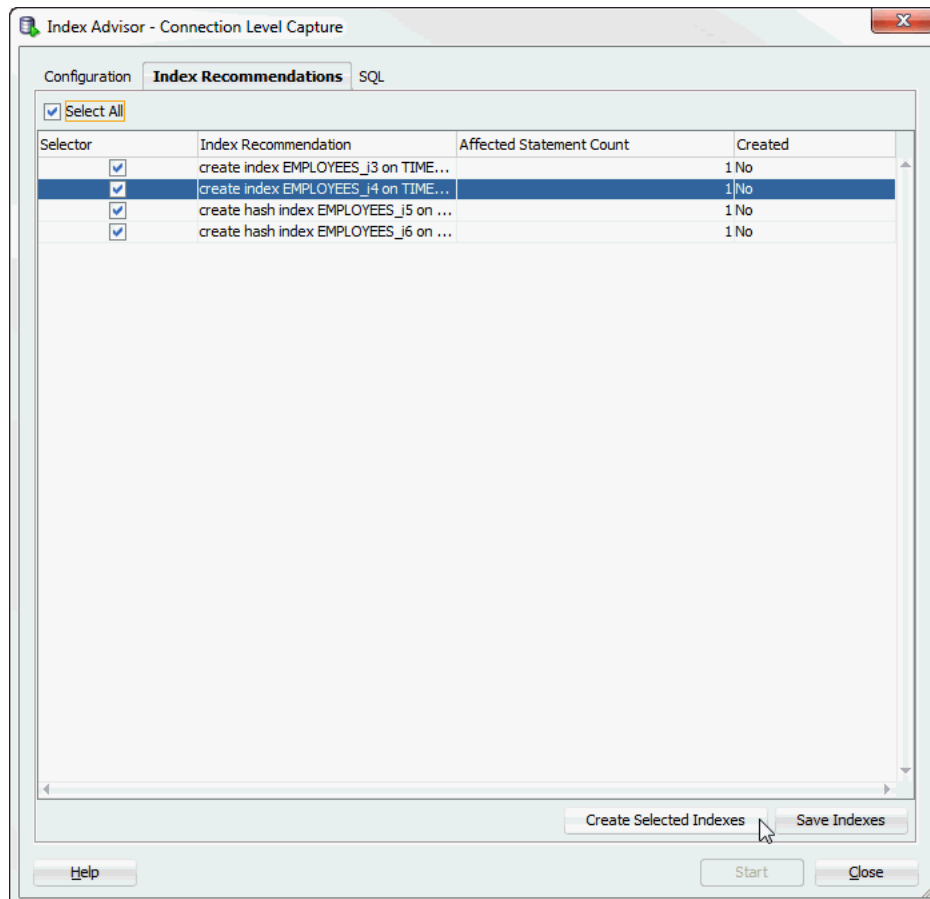 Index Advisor - Connection Level Capture
Configuration Index Recommendations SQL
Select All
Selector Index Recommendation Affected Statement Count Created
create index EMPLOYEES_i3 on TIME... 1 No
create index EMPLOYEES_i4 on TIME... 1 No
create hash index EMPLOYEES_i5 on ... 1 No
create hash index EMPLOYEES_i6 on ... 1 No
Create Selected Indexes Save Indexes
Help Start Close